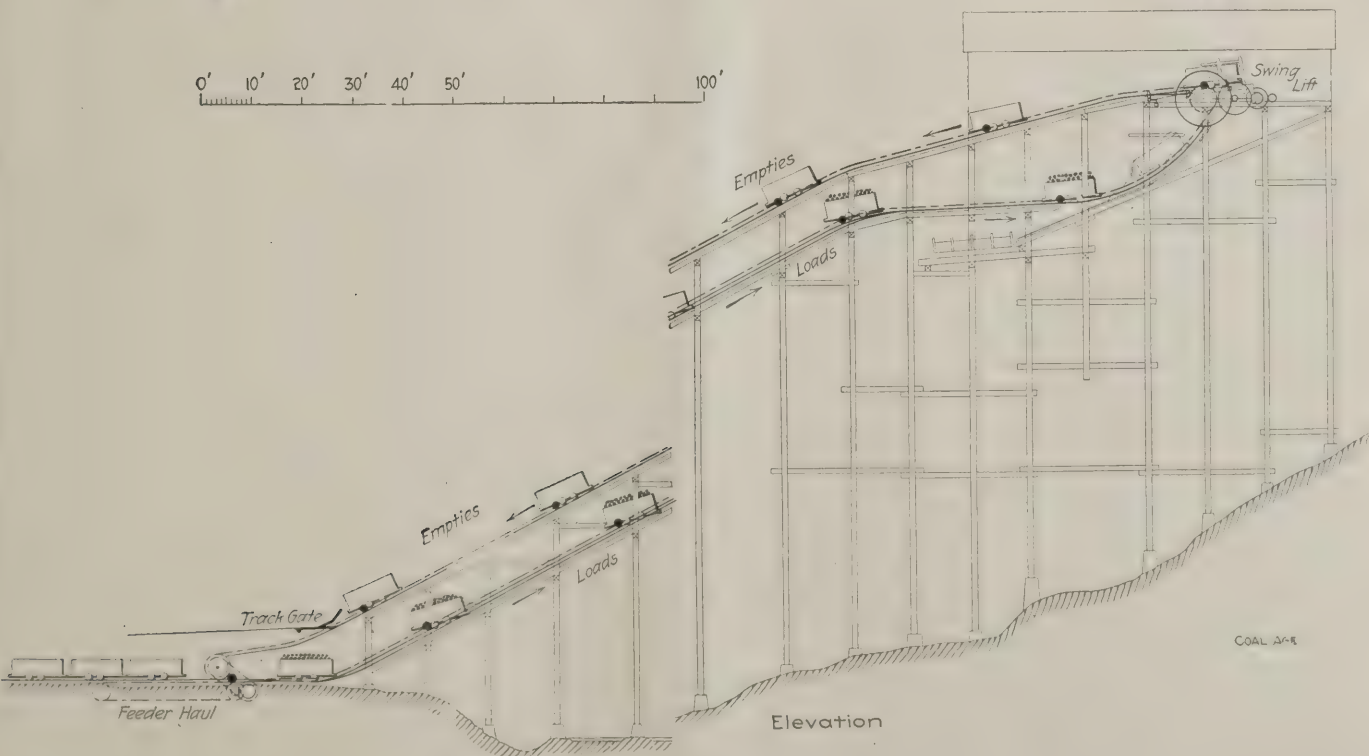 0' 10' 20' 30' 40' 50' 100'
Swing
Lift
Empties
Loads
Empties
Loads
Track Gate
Feeder Haul
COAL AGE
Elevation